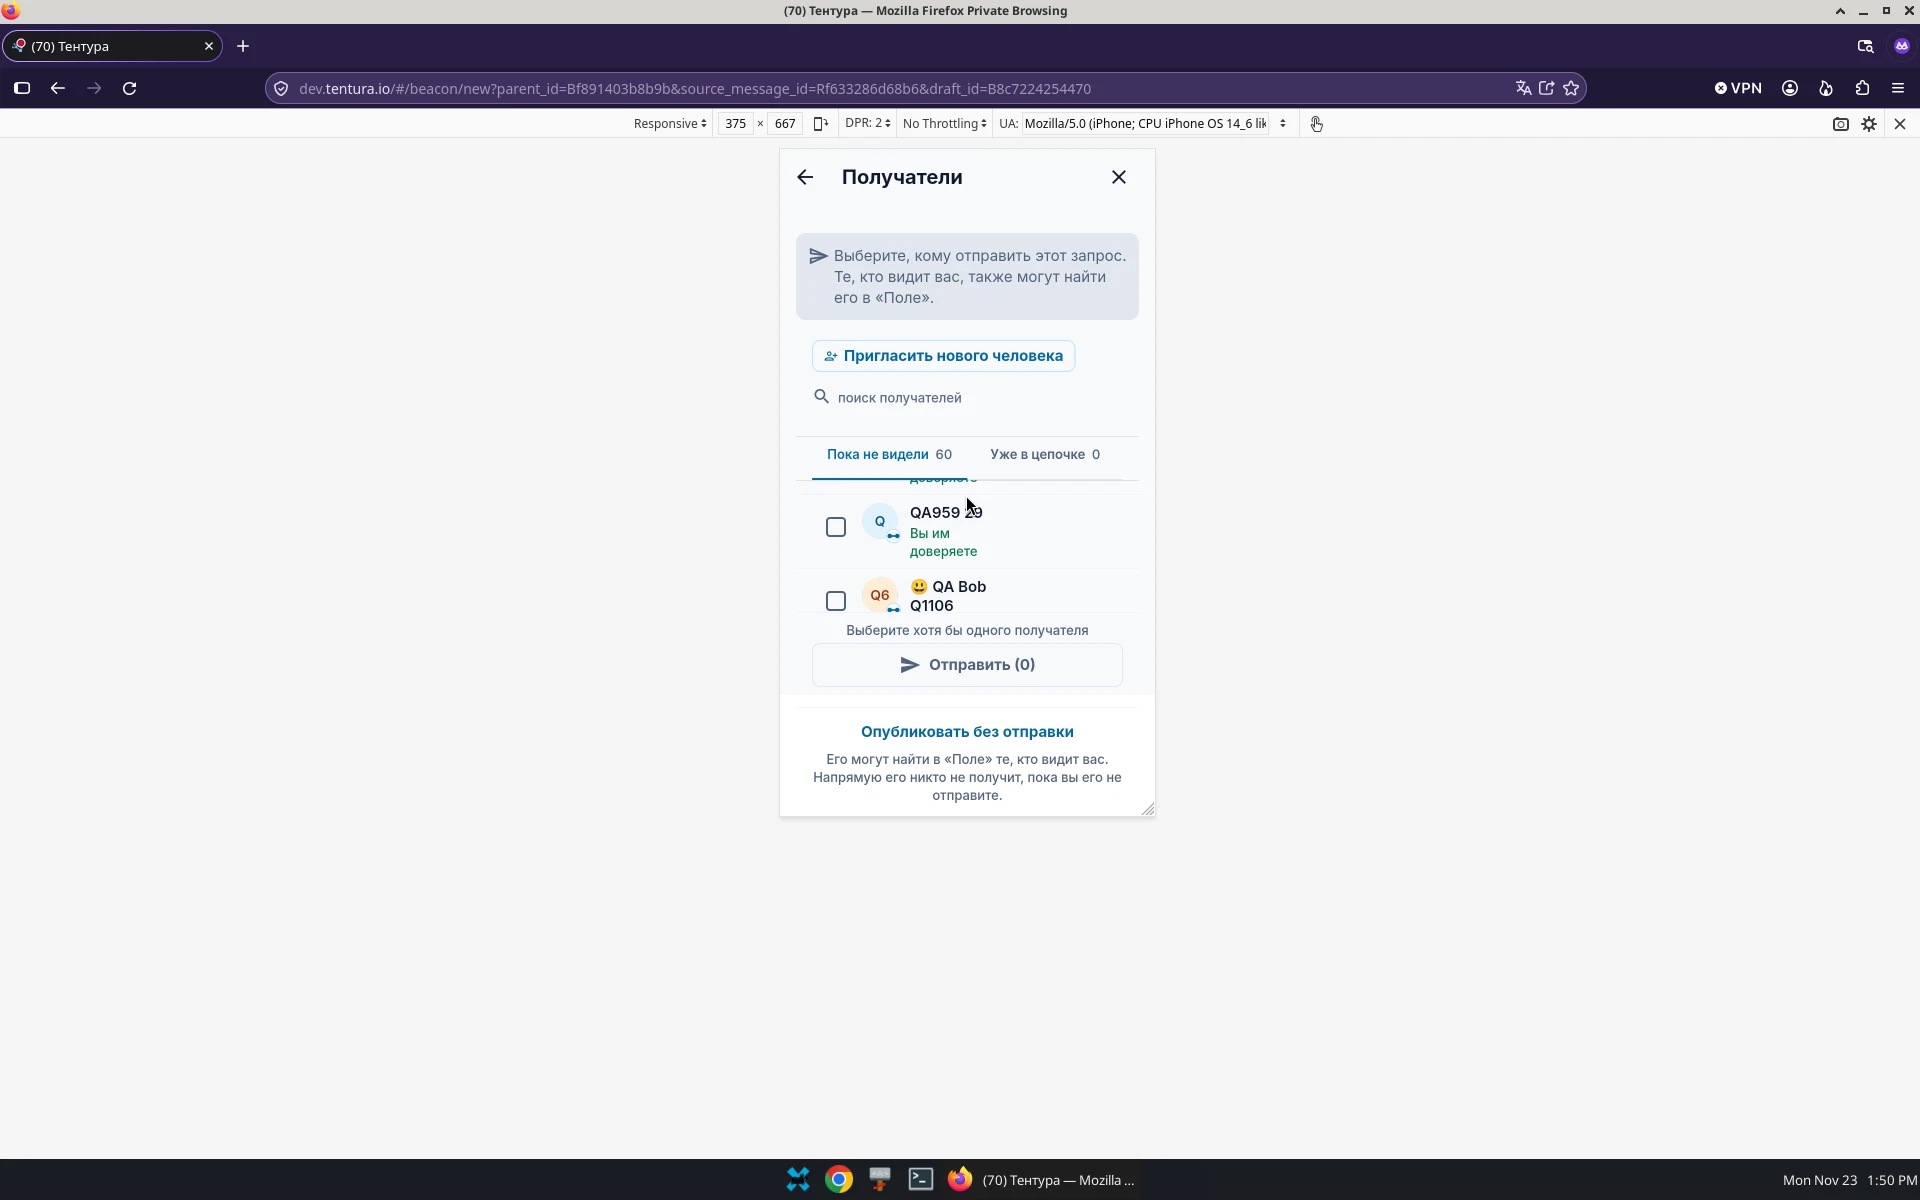 (70) Тентура — Mozilla Firefox Private Browsing
(70) Тентура
dev.tentura.io/#/beacon/new?parent_id=Bf891403b8b9b&source_message_id=Rf633286d68b6&draft_id=B8c7224254470
VPN
Responsive 375 × 667 DPR: 2 No Throttling UA: Mozilla/5.0 (iPhone; CPU iPhone OS 14_6 lik
Получатели
Выберите, кому отправить этот запрос.
Те, кто видит вас, также могут найти
его в «Поле».
Пригласить нового человека
поиск получателей
Пока не видели 60 Уже в цепочке 0
доверяете
Q
QA959 29
Вы им
доверяете
Q6
😃 QA Bob
Q1106
Выберите хотя бы одного получателя
Отправить (0)
Опубликовать без отправки
Его могут найти в «Поле» те, кто видит вас.
Напрямую его никто не получит, пока вы его не
отправите.
(70) Тентура — Mozilla ...
Mon Nov 23 1:50 PM